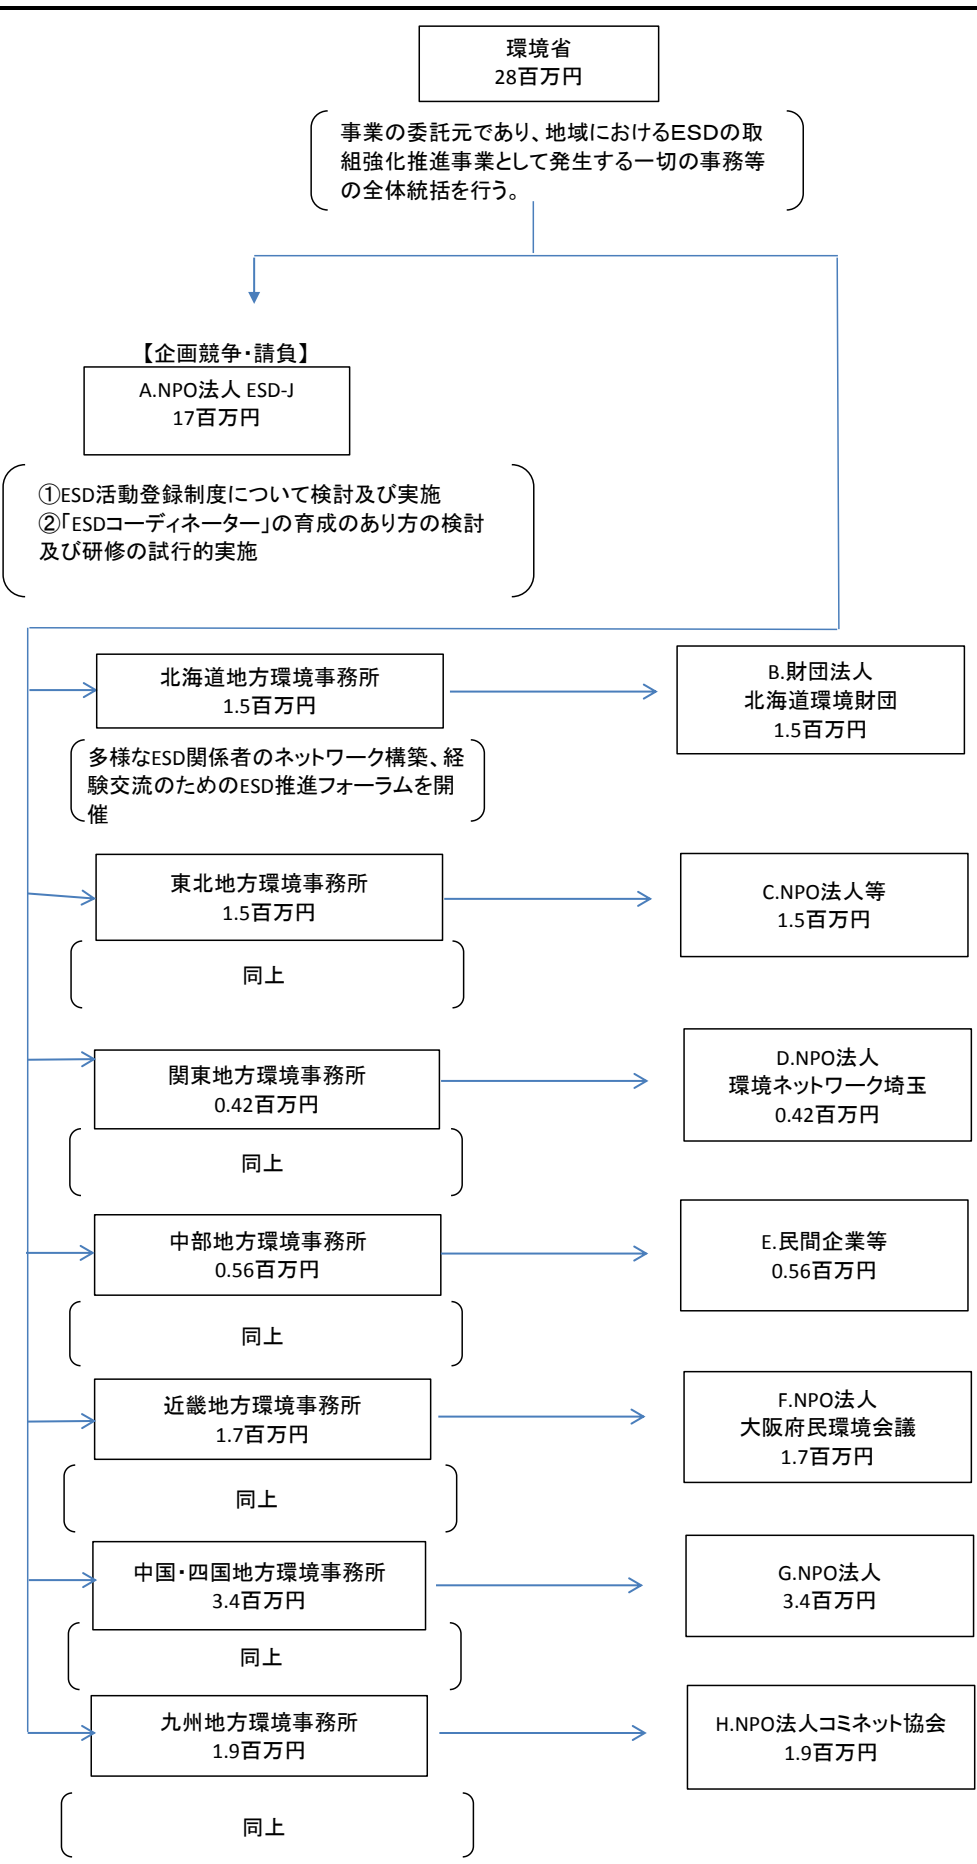 環境省
28百万円
事業の委託元であり、地域におけるESDの取
組強化推進事業として発生する一切の事務等
の全体統括を行う。
【企画競争・請負】
A.NPO法人 ESD-J
17百万円
①ESD活動登録制度について検討及び実施
②「ESDコーディネーター」の育成のあり方の検討
及び研修の試行的実施
北海道地方環境事務所
1.5百万円
B.財団法人
北海道環境財団
1.5百万円
多様なESD関係者のネットワーク構築、経
験交流のためのESD推進フォーラムを開
催
東北地方環境事務所
1.5百万円
C.NPO法人等
1.5百万円
同上
関東地方環境事務所
0.42百万円
D.NPO法人
環境ネットワーク埼玉
0.42百万円
同上
中部地方環境事務所
0.56百万円
E.民間企業等
0.56百万円
同上
近畿地方環境事務所
1.7百万円
F.NPO法人
大阪府民環境会議
1.7百万円
同上
中国・四国地方環境事務所
3.4百万円
G.NPO法人
3.4百万円
同上
九州地方環境事務所
1.9百万円
H.NPO法人コミネット協会
1.9百万円
同上